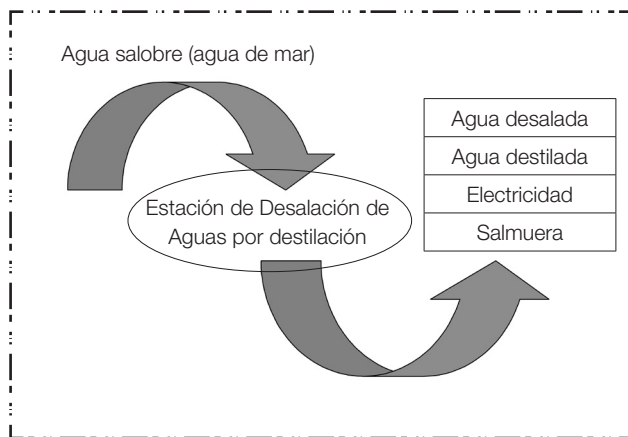 Agua salobre (agua de mar)
Estación de Desalación de
Aguas por destilación
Agua desalada
Agua destilada
Electricidad
Salmuera